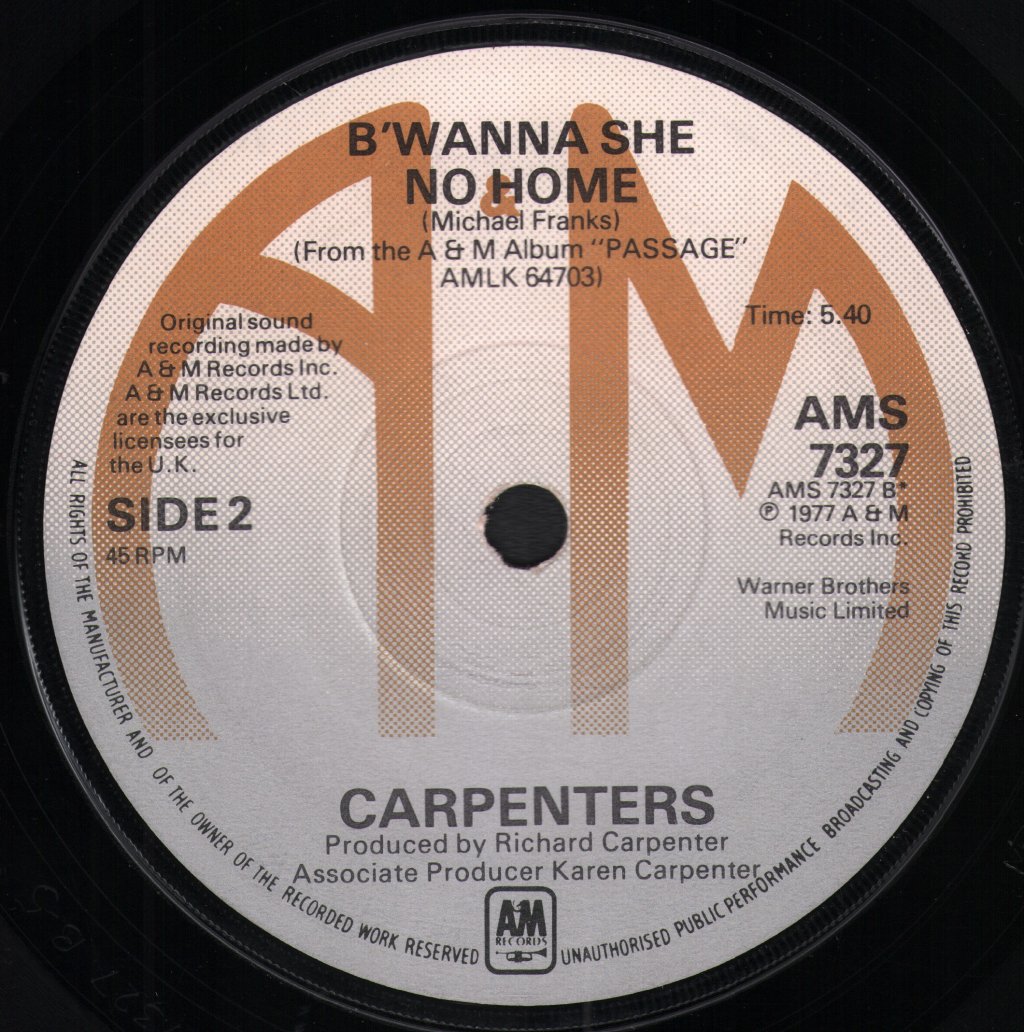 B'WANNA SHE
NO HOME
&
(Michael Franks)
(From the A & M Album "PASSAGE"
AMLK 64703)
Time: 5.40
Original sound
recording made by
A & M Records Inc.
A & M Records Ltd.
are the exclusive
licensees for
the U.K.
SIDE 2
45 RPM
AMS
7327
AMS 7327 B*
℗ 1977 A & M
Records Inc.
Warner Brothers
Music Limited
CARPENTERS
Produced by Richard Carpenter
Associate Producer Karen Carpenter
A&M
RECORDS
ALL RIGHTS OF THE MANUFACTURER AND OF THE OWNER OF THE RECORDED WORK RESERVED
UNAUTHORISED PUBLIC PERFORMANCE BROADCASTING AND COPYING OF THIS RECORD PROHIBITED